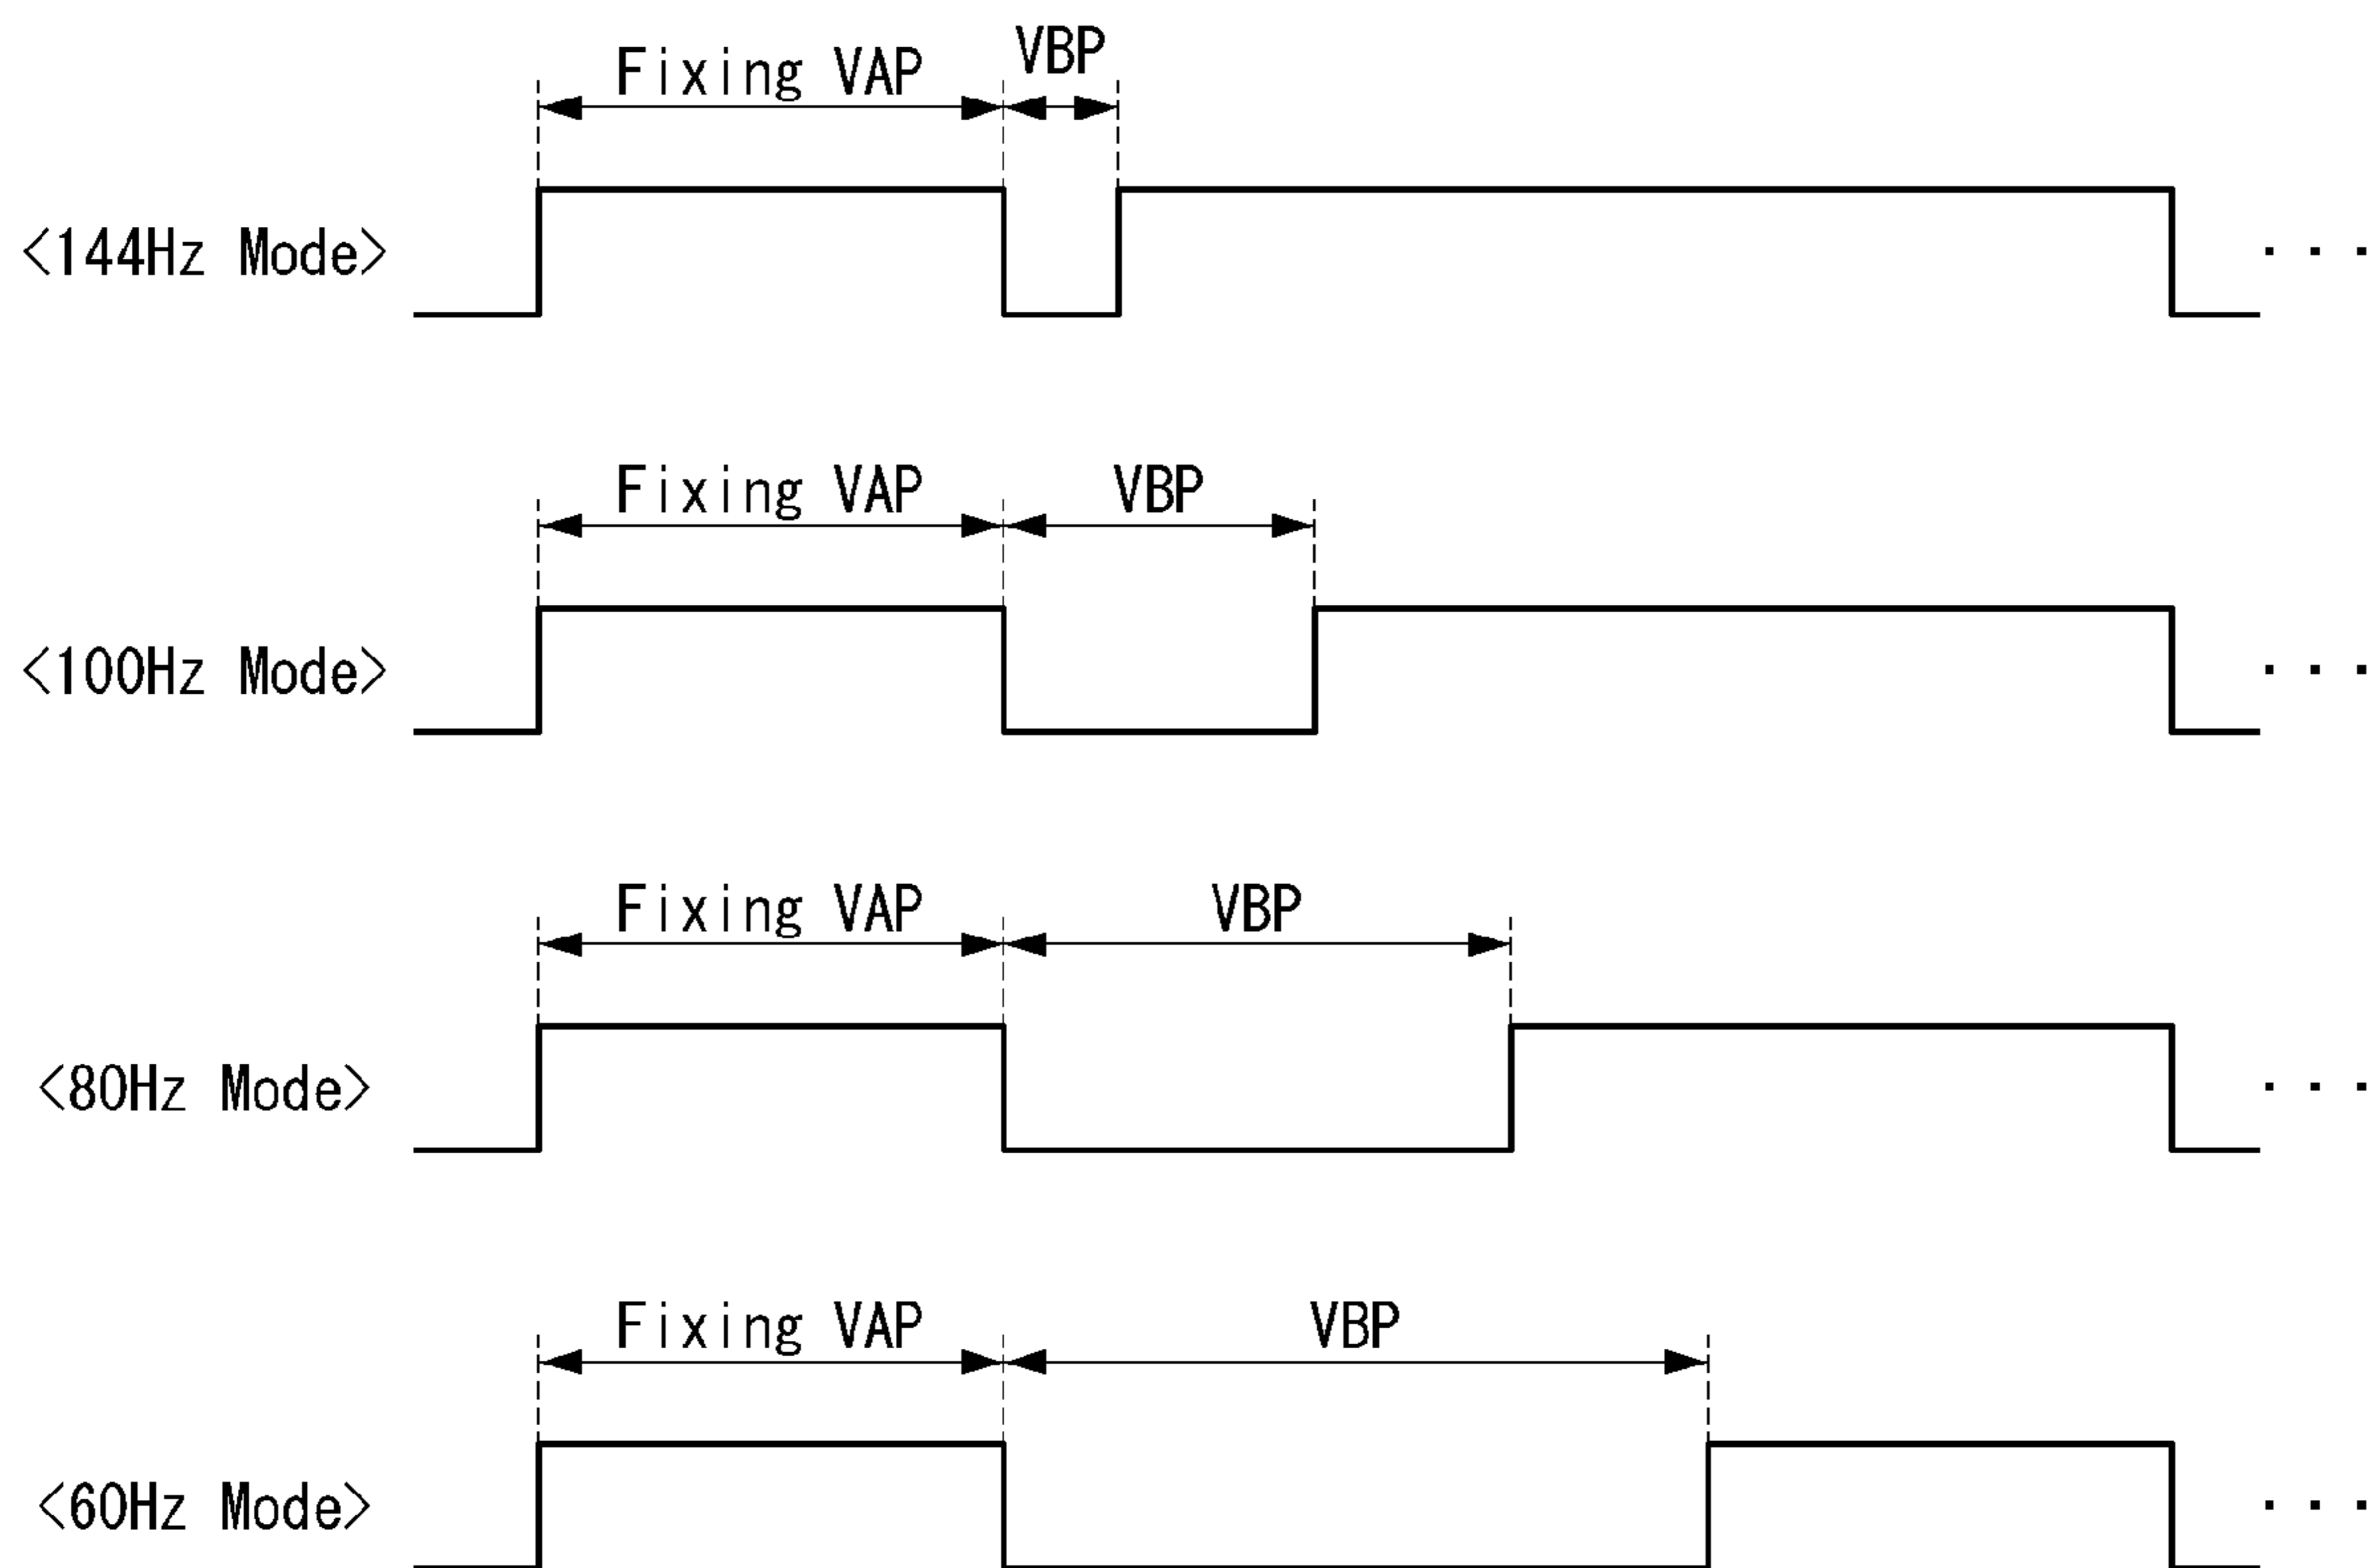 Fixing VAP VBP
<144Hz Mode> ...
Fixing VAP VBP
<100Hz Mode> ...
Fixing VAP VBP
<80Hz Mode> ...
Fixing VAP VBP
<60Hz Mode> ...